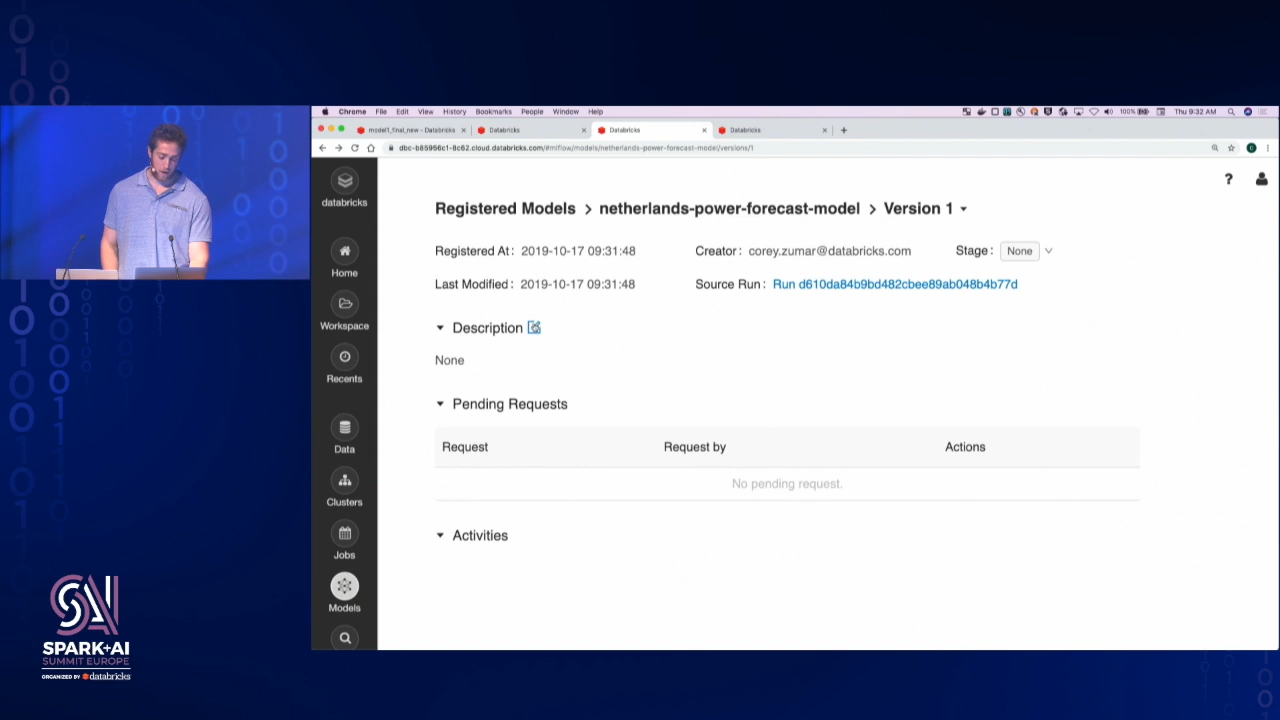 Chrome File Edit View History Bookmarks People Window Help 100% Thu 9:32 AM
model1_final_new - Databricks Databricks Databricks Databricks
dbc-b85956c1-8c62.cloud.databricks.com/#mlflow/models/netherlands-power-forecast-model/versions/1
databricks
Home
Workspace
Recents
Data
Clusters
Jobs
Models
Registered Models > netherlands-power-forecast-model > Version 1
Registered At: 2019-10-17 09:31:48 Creator: corey.zumar@databricks.com Stage: None
Last Modified: 2019-10-17 09:31:48 Source Run: Run d610da84b9bd482cbee89ab048b4b77d
Description
None
Pending Requests
Request Request by Actions
No pending request.
Activities
SAI
SPARK+AI
SUMMIT EUROPE
ORGANIZED BY databricks